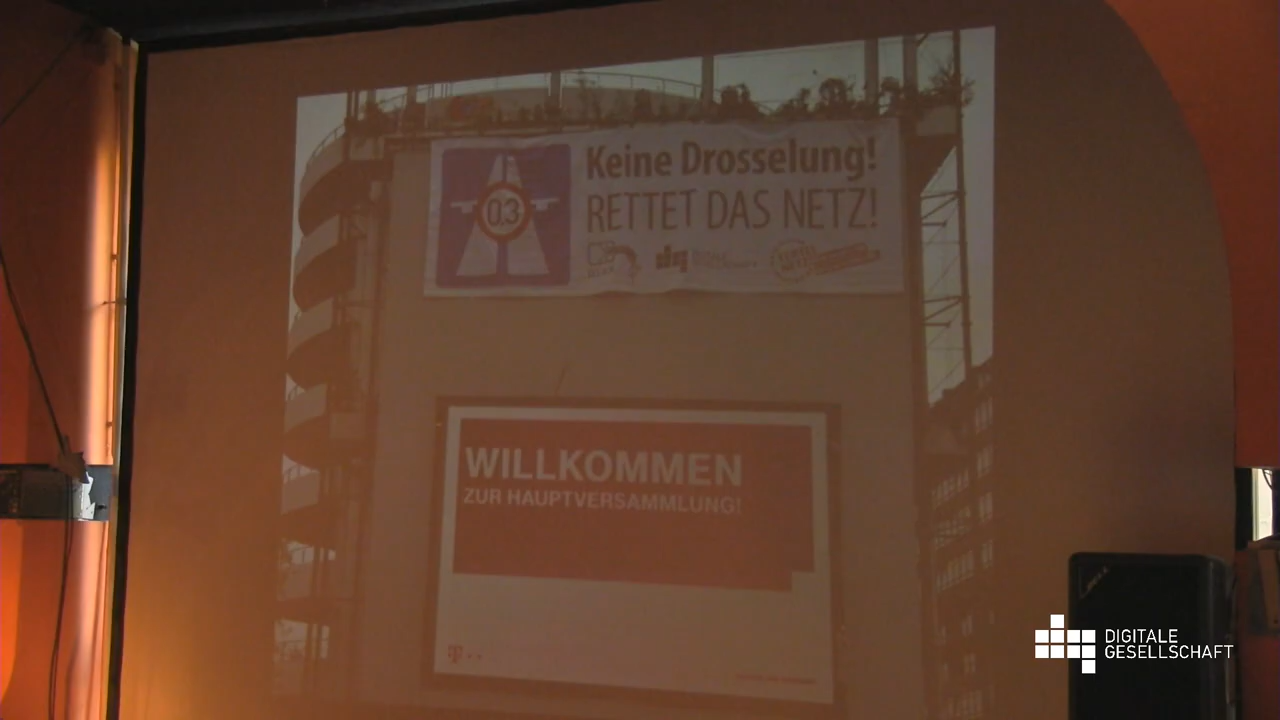 Keine Drosselung!
RETTET DAS NETZ!
0,3
WILLKOMMEN
ZUR HAUPTVERSAMMLUNG!
T
DIGITALE
GESELLSCHAFT